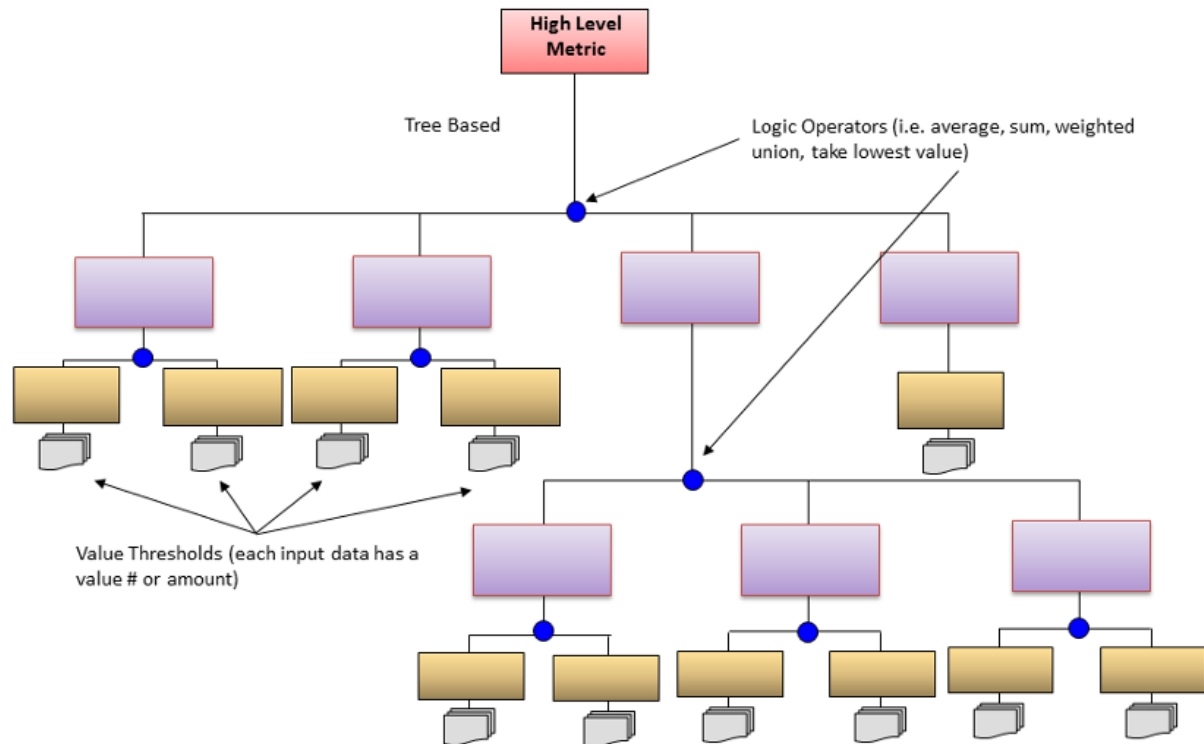 High Level
Metric
Tree Based
Logic Operators (i.e. average, sum, weighted
union, take lowest value)
Value Thresholds (each input data has a
value # or amount)